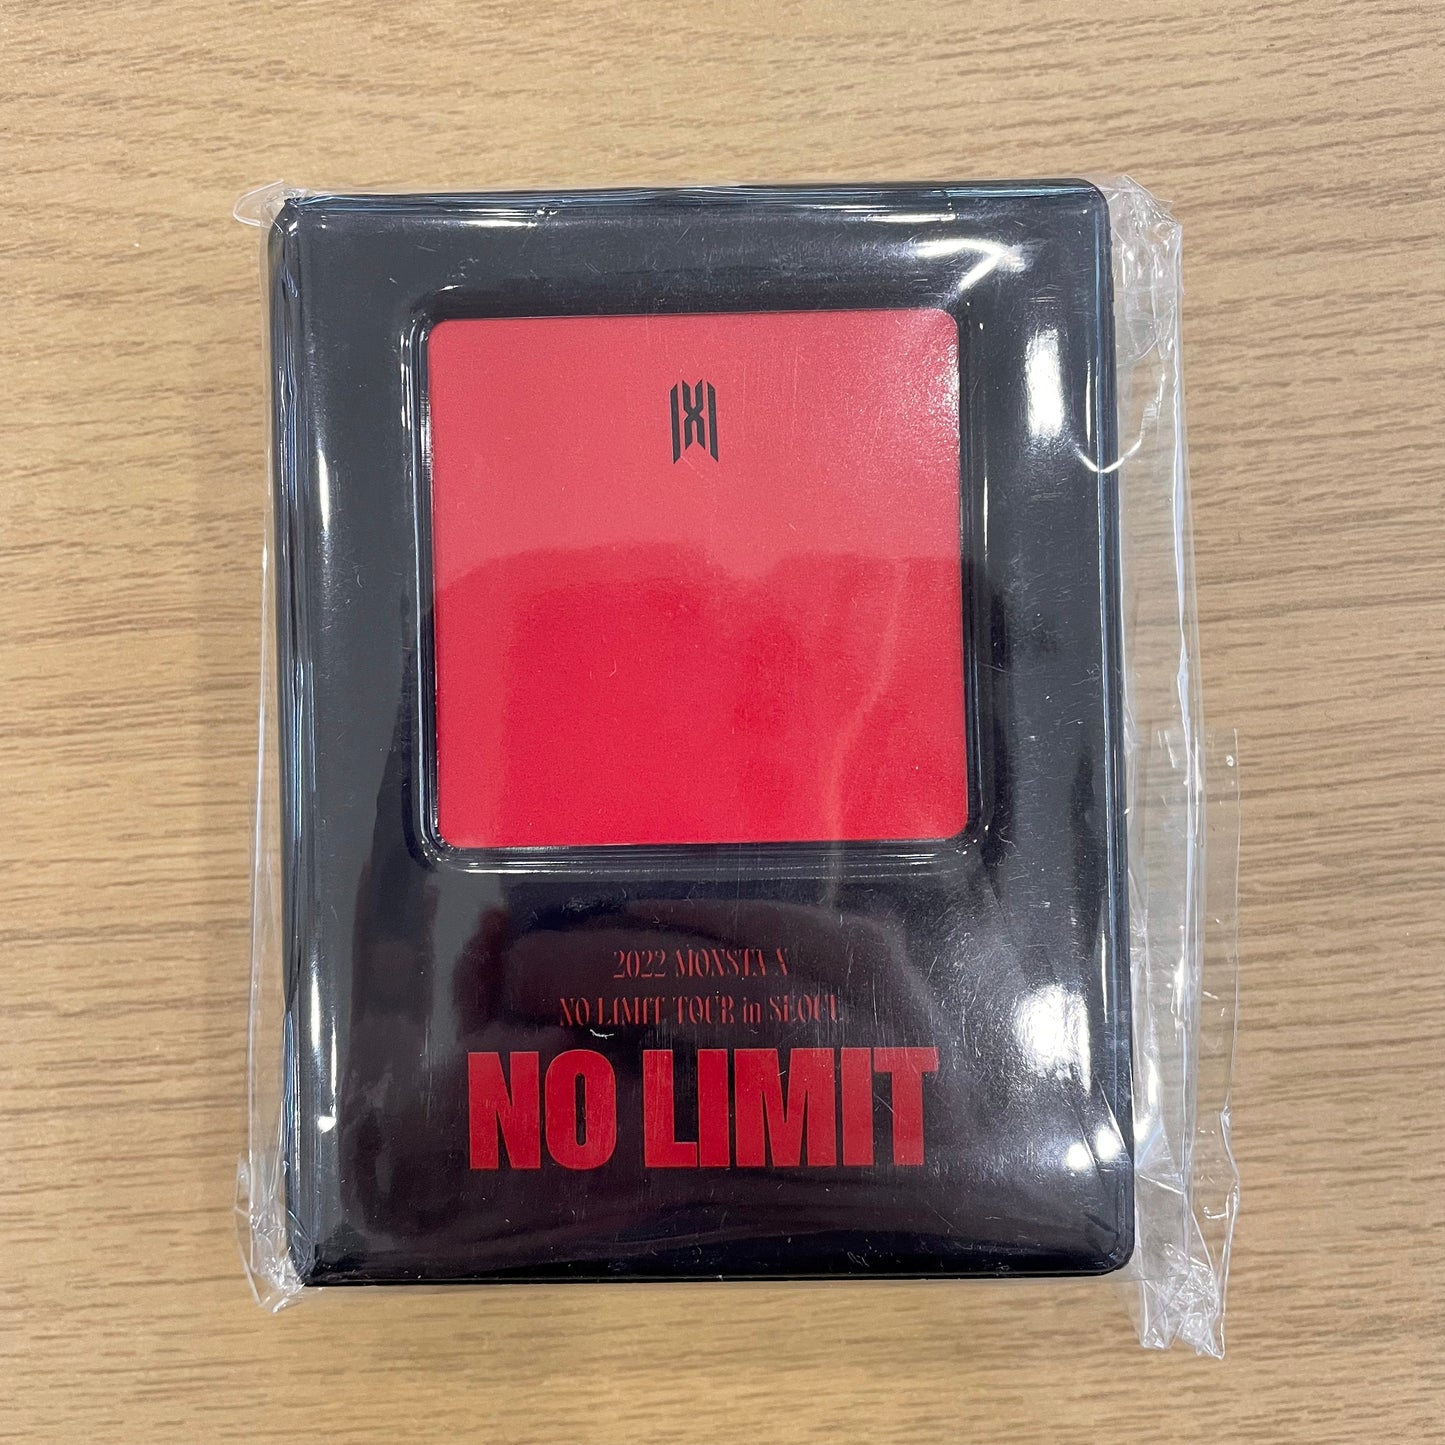 2022 MONSTA X
NO LIMIT TOUR in SEOUL
NO LIMIT